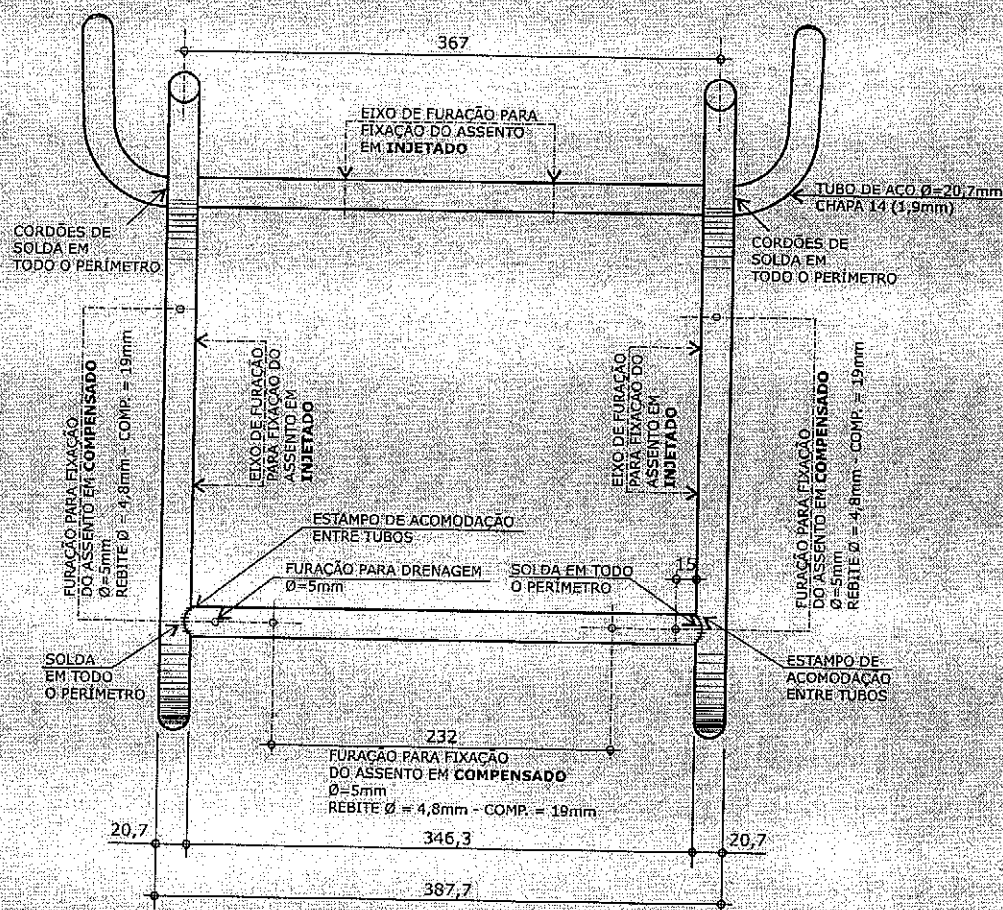 367
EIXO DE FURAÇÃO PARA
FIXAÇÃO DO ASSENTO
EM INJETADO
TUBO DE AÇO Ø=20,7mm
CHAPA 14 (1,9mm)
CORDÕES DE
SOLDA EM
TODO O PERÍMETRO
CORDÕES DE
SOLDA EM
TODO O PERÍMETRO
FURAÇÃO PARA FIXAÇÃO
DO ASSENTO EM COMPENSADO
Ø=5mm
REBITE Ø = 4,8mm - COMP. = 19mm
EIXO DE FURAÇÃO
PARA FIXAÇÃO DO
ASSENTO EM
INJETADO
EIXO DE FURAÇÃO
PARA FIXAÇÃO DO
ASSENTO EM
INJETADO
FURAÇÃO PARA FIXAÇÃO
DO ASSENTO EM COMPENSADO
Ø=5mm
REBITE Ø = 4,8mm - COMP. = 19mm
ESTAMPO DE ACOMODAÇÃO
ENTRE TUBOS
FURAÇÃO PARA DRENAGEM
Ø=5mm
SOLDA EM TODO
O PERÍMETRO
15
SOLDA
EM TODO
O PERÍMETRO
ESTAMPO DE
ACOMODAÇÃO
ENTRE TUBOS
232
FURAÇÃO PARA FIXAÇÃO
DO ASSENTO EM COMPENSADO
Ø=5mm
REBITE Ø = 4,8mm - COMP. = 19mm
20,7
346,3
20,7
387,7